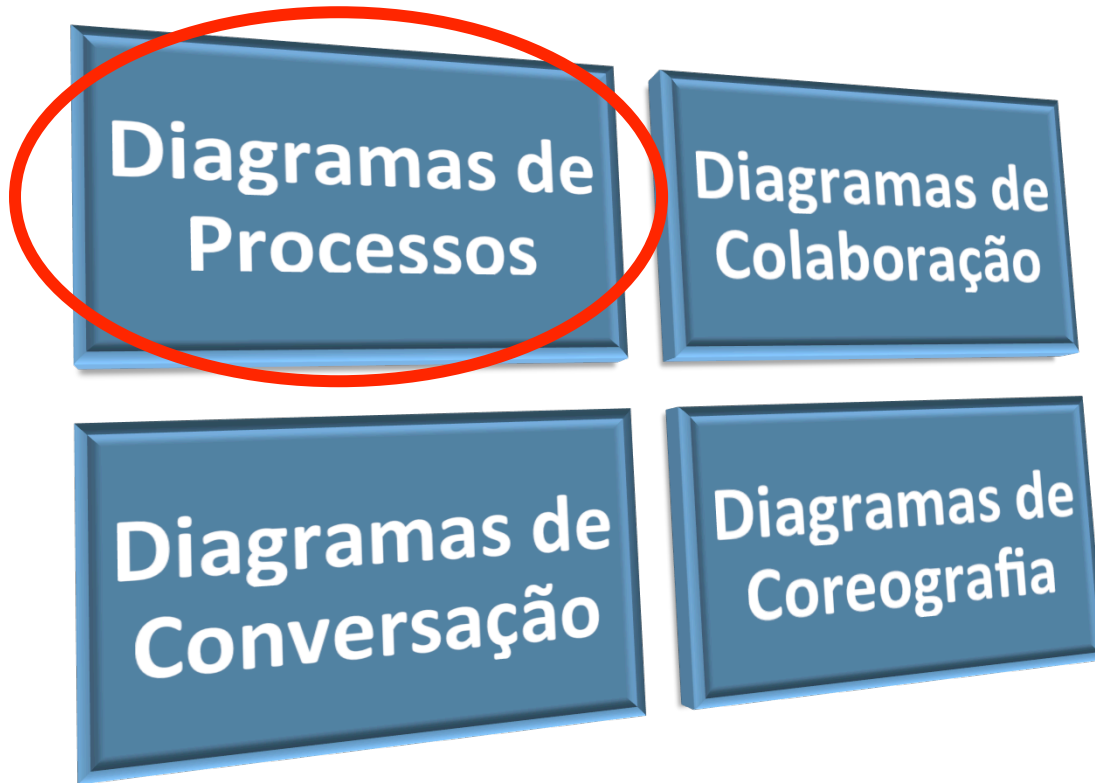 Diagramas de
Processos
Diagramas de
Colaboração
Diagramas de
Conversação
Diagramas de
Coreografia